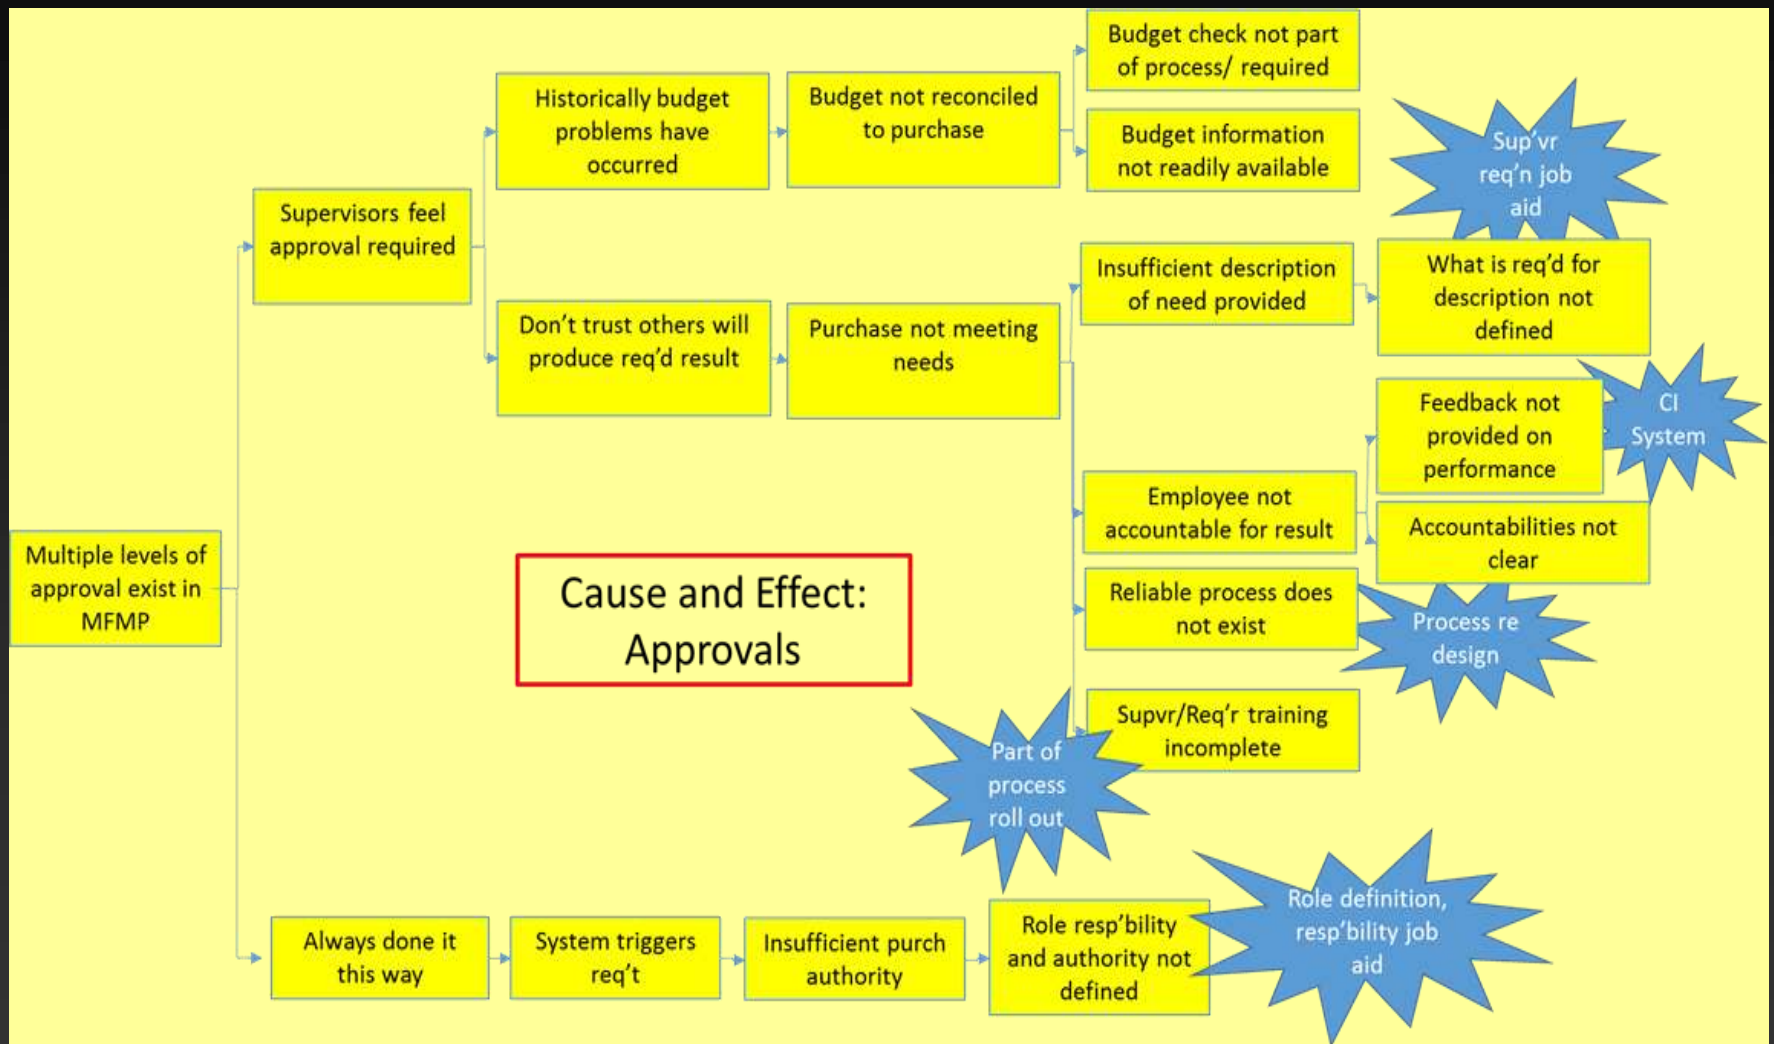 Budget check not part
of process/ required
Historically budget
problems have
occurred
Budget not reconciled
to purchase
Budget information
not readily available
Sup'vr
req'n job
aid
Supervisors feel
approval required
Insufficient description
of need provided
What is req'd for
description not
defined
Don't trust others will
produce req'd result
Purchase not meeting
needs
Feedback not
provided on
performance
CI
System
Employee not
accountable for result
Accountabilities not
clear
Multiple levels of
approval exist in
MFMP
Cause and Effect:
Approvals
Reliable process does
not exist
Process re
design
Supvr/Req'r training
incomplete
Part of
process
roll out
Always done it
this way
System triggers
req't
Insufficient purch
authority
Role resp'bility
and authority not
defined
Role definition,
resp'bility job
aid